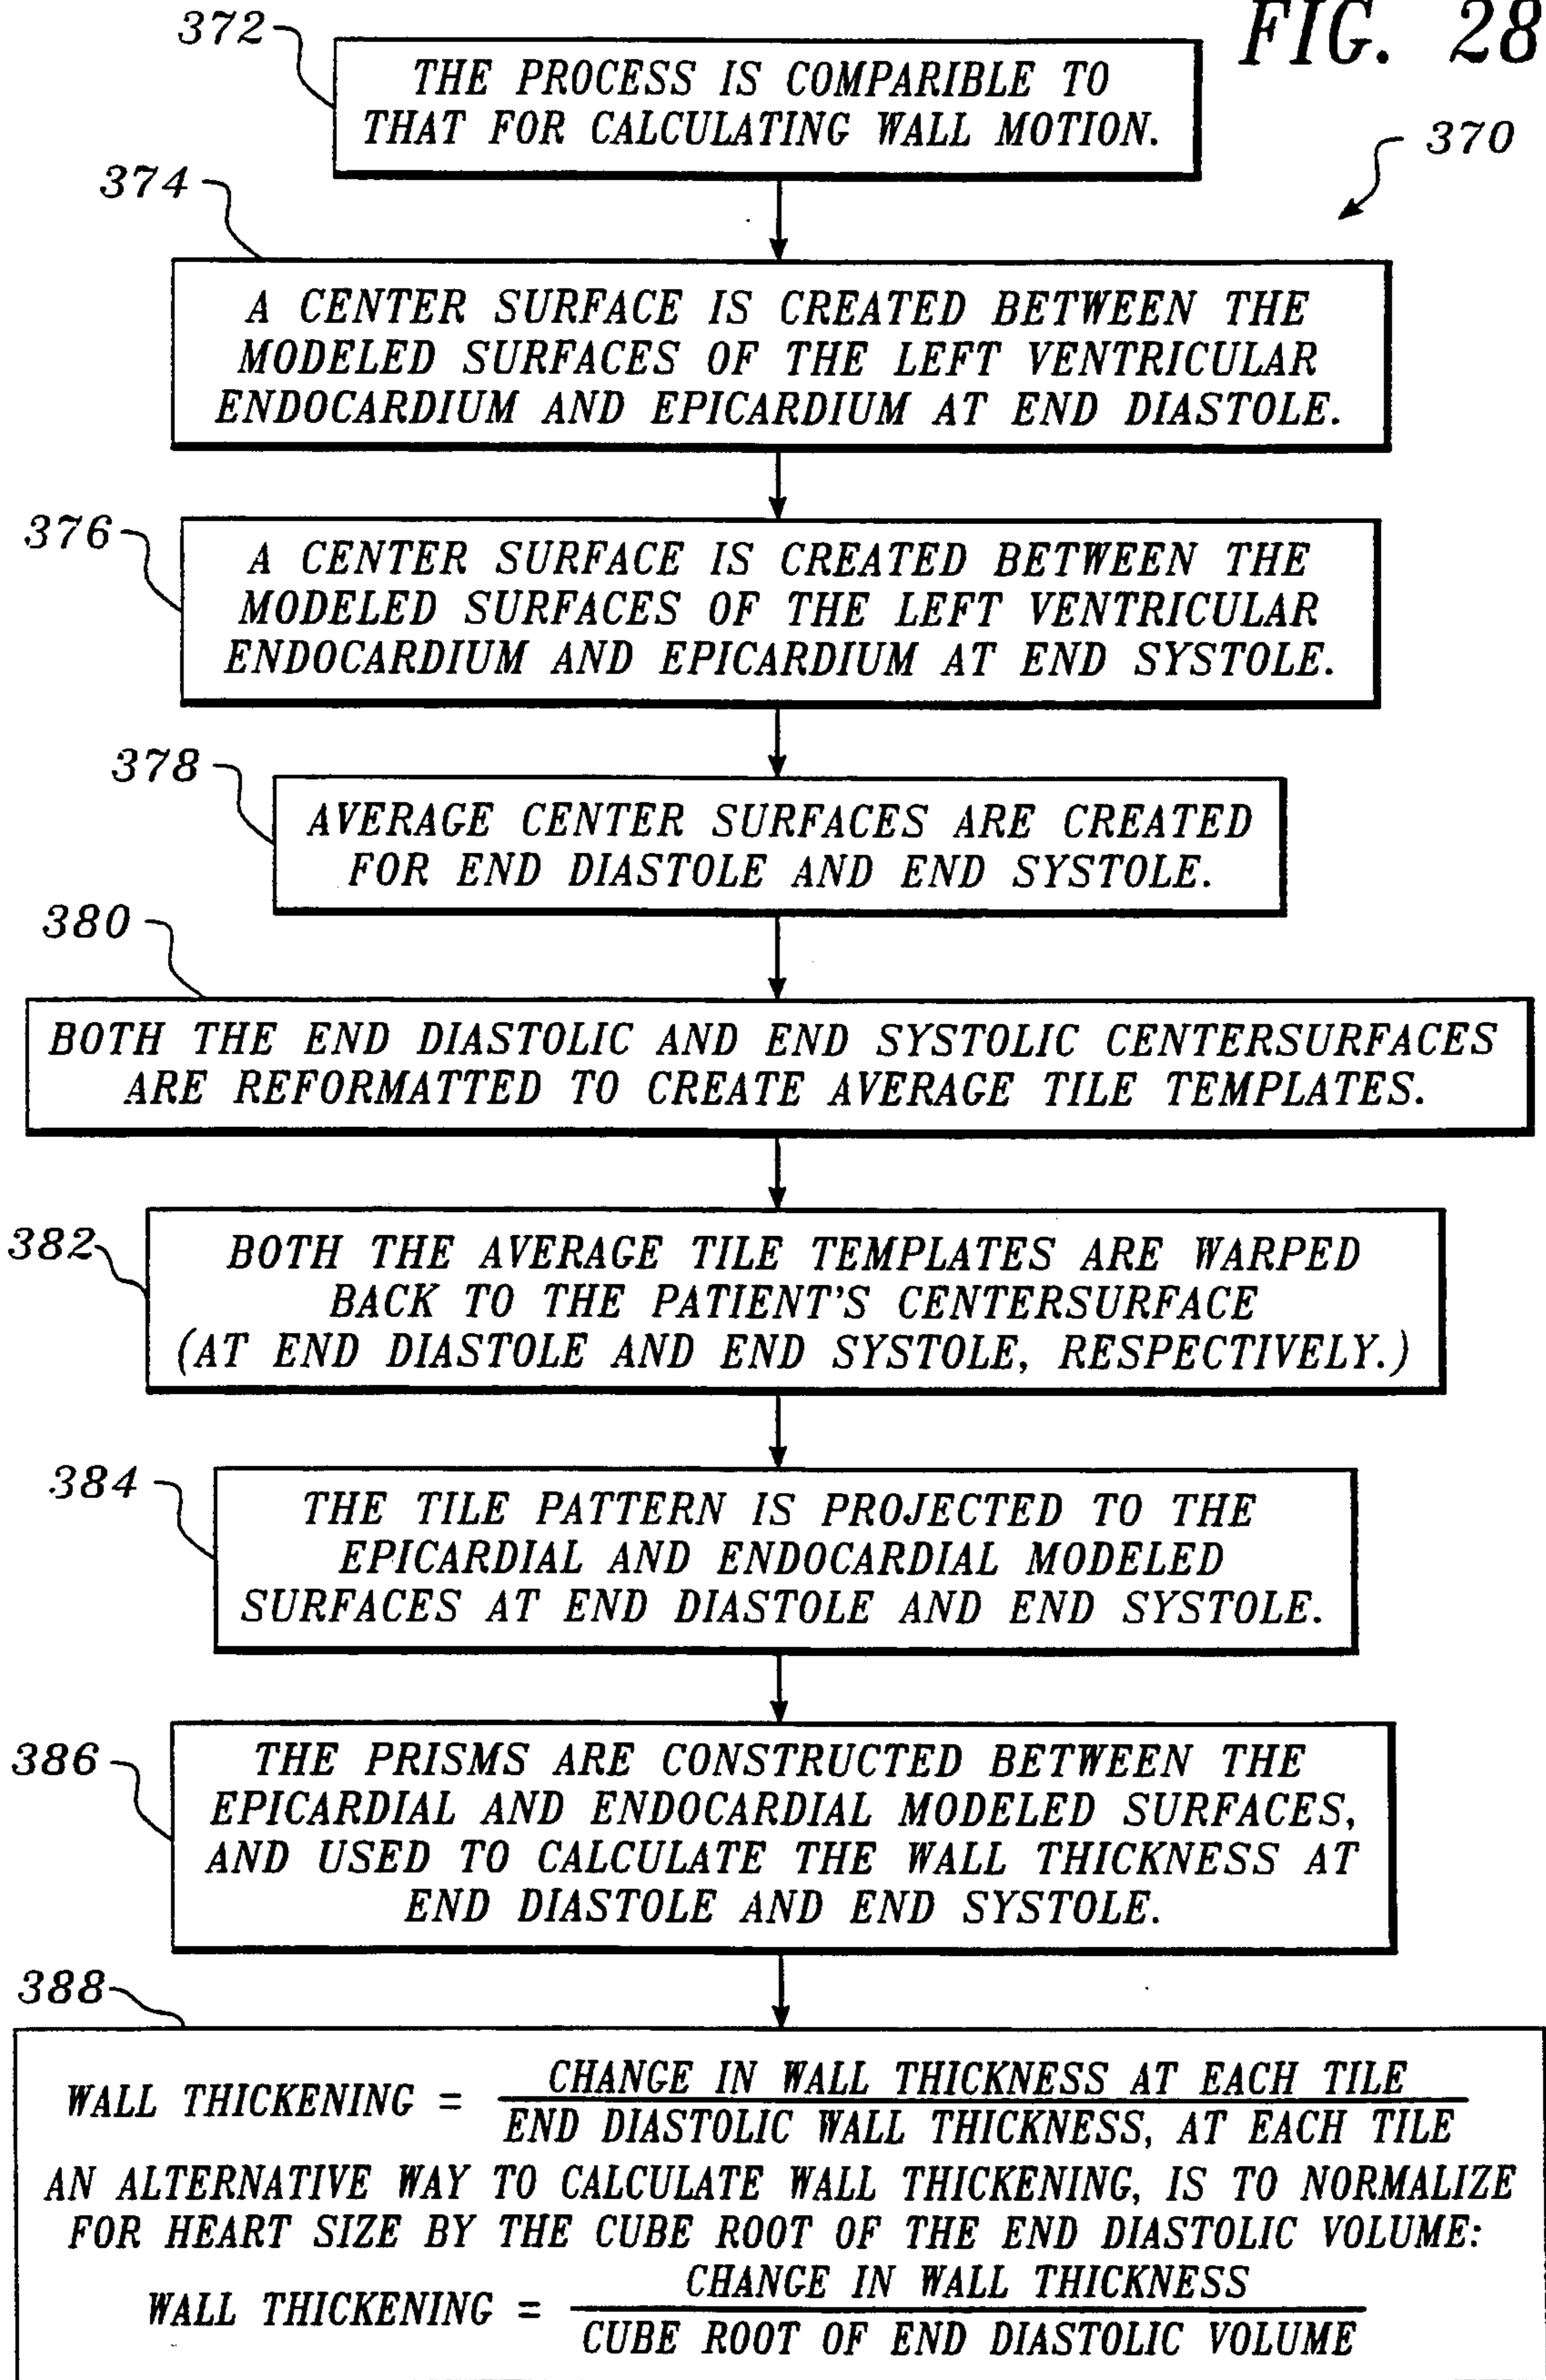 FIG. 28
372
THE PROCESS IS COMPARIBLE TO
THAT FOR CALCULATING WALL MOTION.
370
374
A CENTER SURFACE IS CREATED BETWEEN THE
MODELED SURFACES OF THE LEFT VENTRICULAR
ENDOCARDIUM AND EPICARDIUM AT END DIASTOLE.
376
A CENTER SURFACE IS CREATED BETWEEN THE
MODELED SURFACES OF THE LEFT VENTRICULAR
ENDOCARDIUM AND EPICARDIUM AT END SYSTOLE.
378
AVERAGE CENTER SURFACES ARE CREATED
FOR END DIASTOLE AND END SYSTOLE.
380
BOTH THE END DIASTOLIC AND END SYSTOLIC CENTERSURFACES
ARE REFORMATTED TO CREATE AVERAGE TILE TEMPLATES.
382
BOTH THE AVERAGE TILE TEMPLATES ARE WARPED
BACK TO THE PATIENT'S CENTERSURFACE
(AT END DIASTOLE AND END SYSTOLE, RESPECTIVELY.)
384
THE TILE PATTERN IS PROJECTED TO THE
EPICARDIAL AND ENDOCARDIAL MODELED
SURFACES AT END DIASTOLE AND END SYSTOLE.
386
THE PRISMS ARE CONSTRUCTED BETWEEN THE
EPICARDIAL AND ENDOCARDIAL MODELED SURFACES,
AND USED TO CALCULATE THE WALL THICKNESS AT
END DIASTOLE AND END SYSTOLE.
388
WALL THICKENING =
CHANGE IN WALL THICKNESS AT EACH TILE
END DIASTOLIC WALL THICKNESS, AT EACH TILE
AN ALTERNATIVE WAY TO CALCULATE WALL THICKENING, IS TO NORMALIZE
FOR HEART SIZE BY THE CUBE ROOT OF THE END DIASTOLIC VOLUME:
WALL THICKENING =
CHANGE IN WALL THICKNESS
CUBE ROOT OF END DIASTOLIC VOLUME